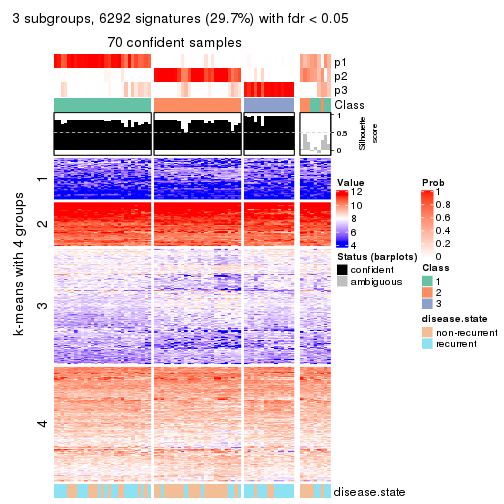 3 subgroups, 6292 signatures (29.7%) with fdr < 0.05
70 confident samples
p1
p2
p3
Class
1
0.5
0
Silhouette
score
k-means with 4 groups
1
2
3
4
disease.state
Value
12
10
8
6
4
Status (barplots)
confident
ambiguous
Prob
1
0.8
0.6
0.4
0.2
0
Class
1
2
3
disease.state
non-recurrent
recurrent